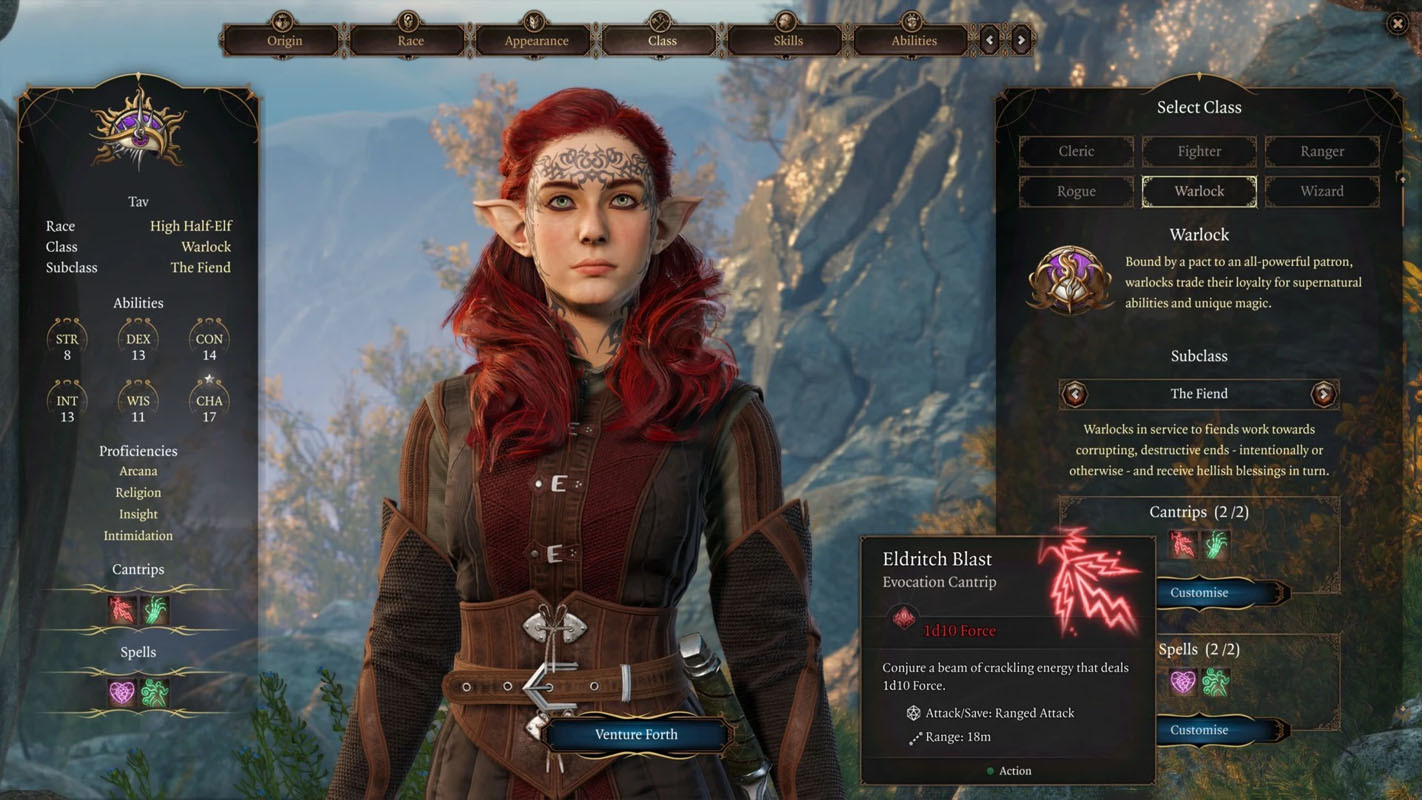 Origin
Race
Appearance
Class
Skills
Abilities
Tav
Race High Half-Elf
Class Warlock
Subclass The Fiend
Abilities
STR DEX CON
8 13 14
INT WIS CHA
13 11 17
Proficiencies
Arcana
Religion
Insight
Intimidation
Cantrips
Spells
Venture Forth
Select Class
Cleric Fighter Ranger
Rogue Warlock Wizard
Warlock
Bound by a pact to an all-powerful patron,
warlocks trade their loyalty for supernatural
abilities and unique magic.
Subclass
The Fiend
Warlocks in service to fiends work towards
corrupting, destructive ends - intentionally or
otherwise - and receive hellish blessings in turn.
Cantrips (2 /2)
Customise
Spells (2 /2)
Customise
Eldritch Blast
Evocation Cantrip
1d10 Force
Conjure a beam of crackling energy that deals
1d10 Force.
Attack/Save: Ranged Attack
Range: 18m
Action